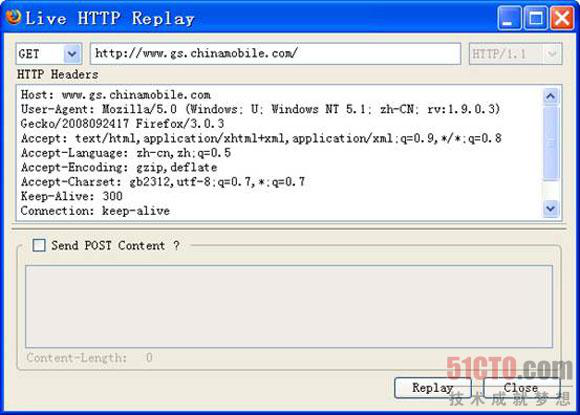 Live HTTP Replay
GET http://www.gs.chinamobile.com/ HTTP/1.1
HTTP Headers
Host: www.gs.chinamobile.com
User-Agent: Mozilla/5.0 (Windows; U; Windows NT 5.1; zh-CN; rv:1.9.0.3)
Gecko/2008092417 Firefox/3.0.3
Accept: text/html,application/xhtml+xml,application/xml;q=0.9,*/*;q=0.8
Accept-Language: zh-cn,zh;q=0.5
Accept-Encoding: gzip,deflate
Accept-Charset: gb2312,utf-8;q=0.7,*;q=0.7
Keep-Alive: 300
Connection: keep-alive
Send POST Content ?
Content-Length: 0
51CTO.com
Replay Close
技术成就梦想